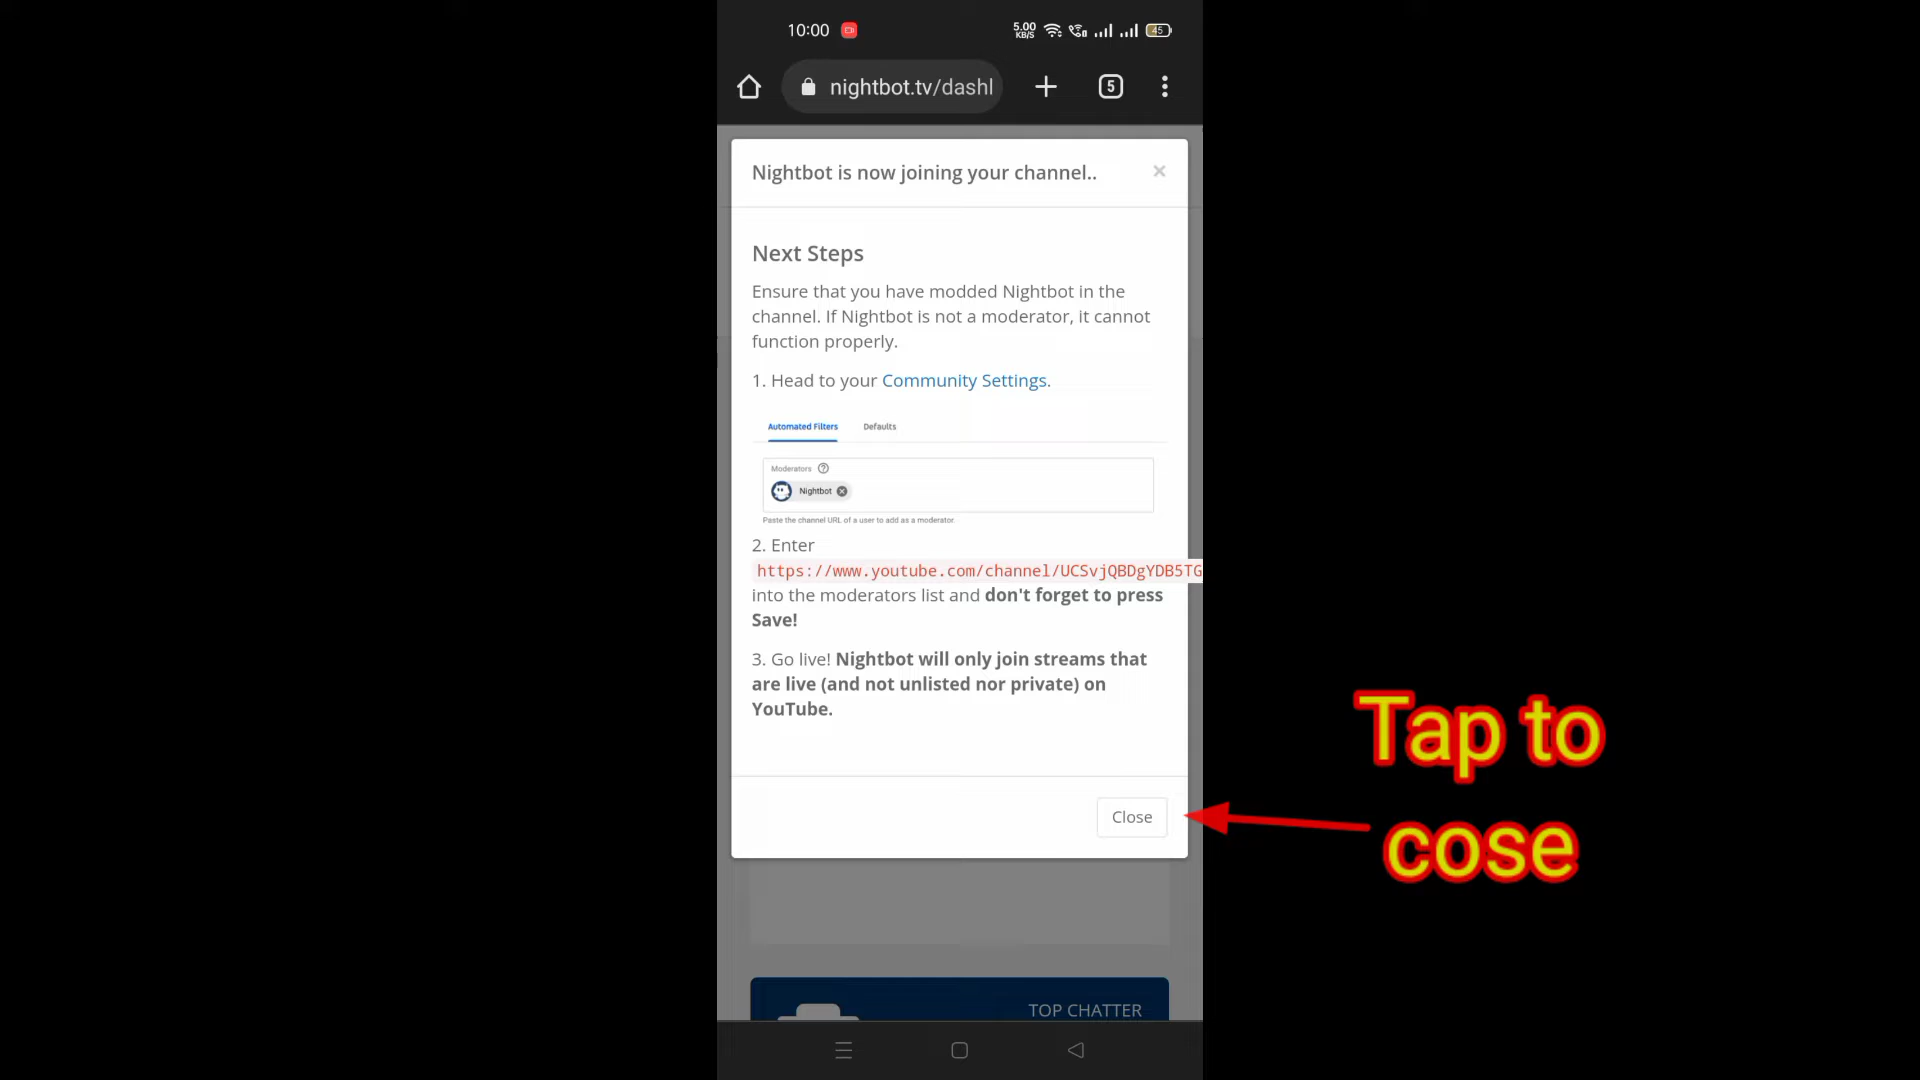 10:00
5.00
KB/S
45
nightbot.tv/dashl
5
Nightbot is now joining your channel..
×
Next Steps
Ensure that you have modded Nightbot in the
channel. If Nightbot is not a moderator, it cannot
function properly.
1. Head to your Community Settings.
Automated Filters Defaults
Moderators
Nightbot
Paste the channel URL of a user to add as a moderator
2. Enter
https://www.youtube.com/channel/UCSvjQBDgYDB5TG
into the moderators list and don't forget to press
Save!
3. Go live! Nightbot will only join streams that
are live (and not unlisted nor private) on
YouTube.
Close
Tap to
cose
TOP CHATTER